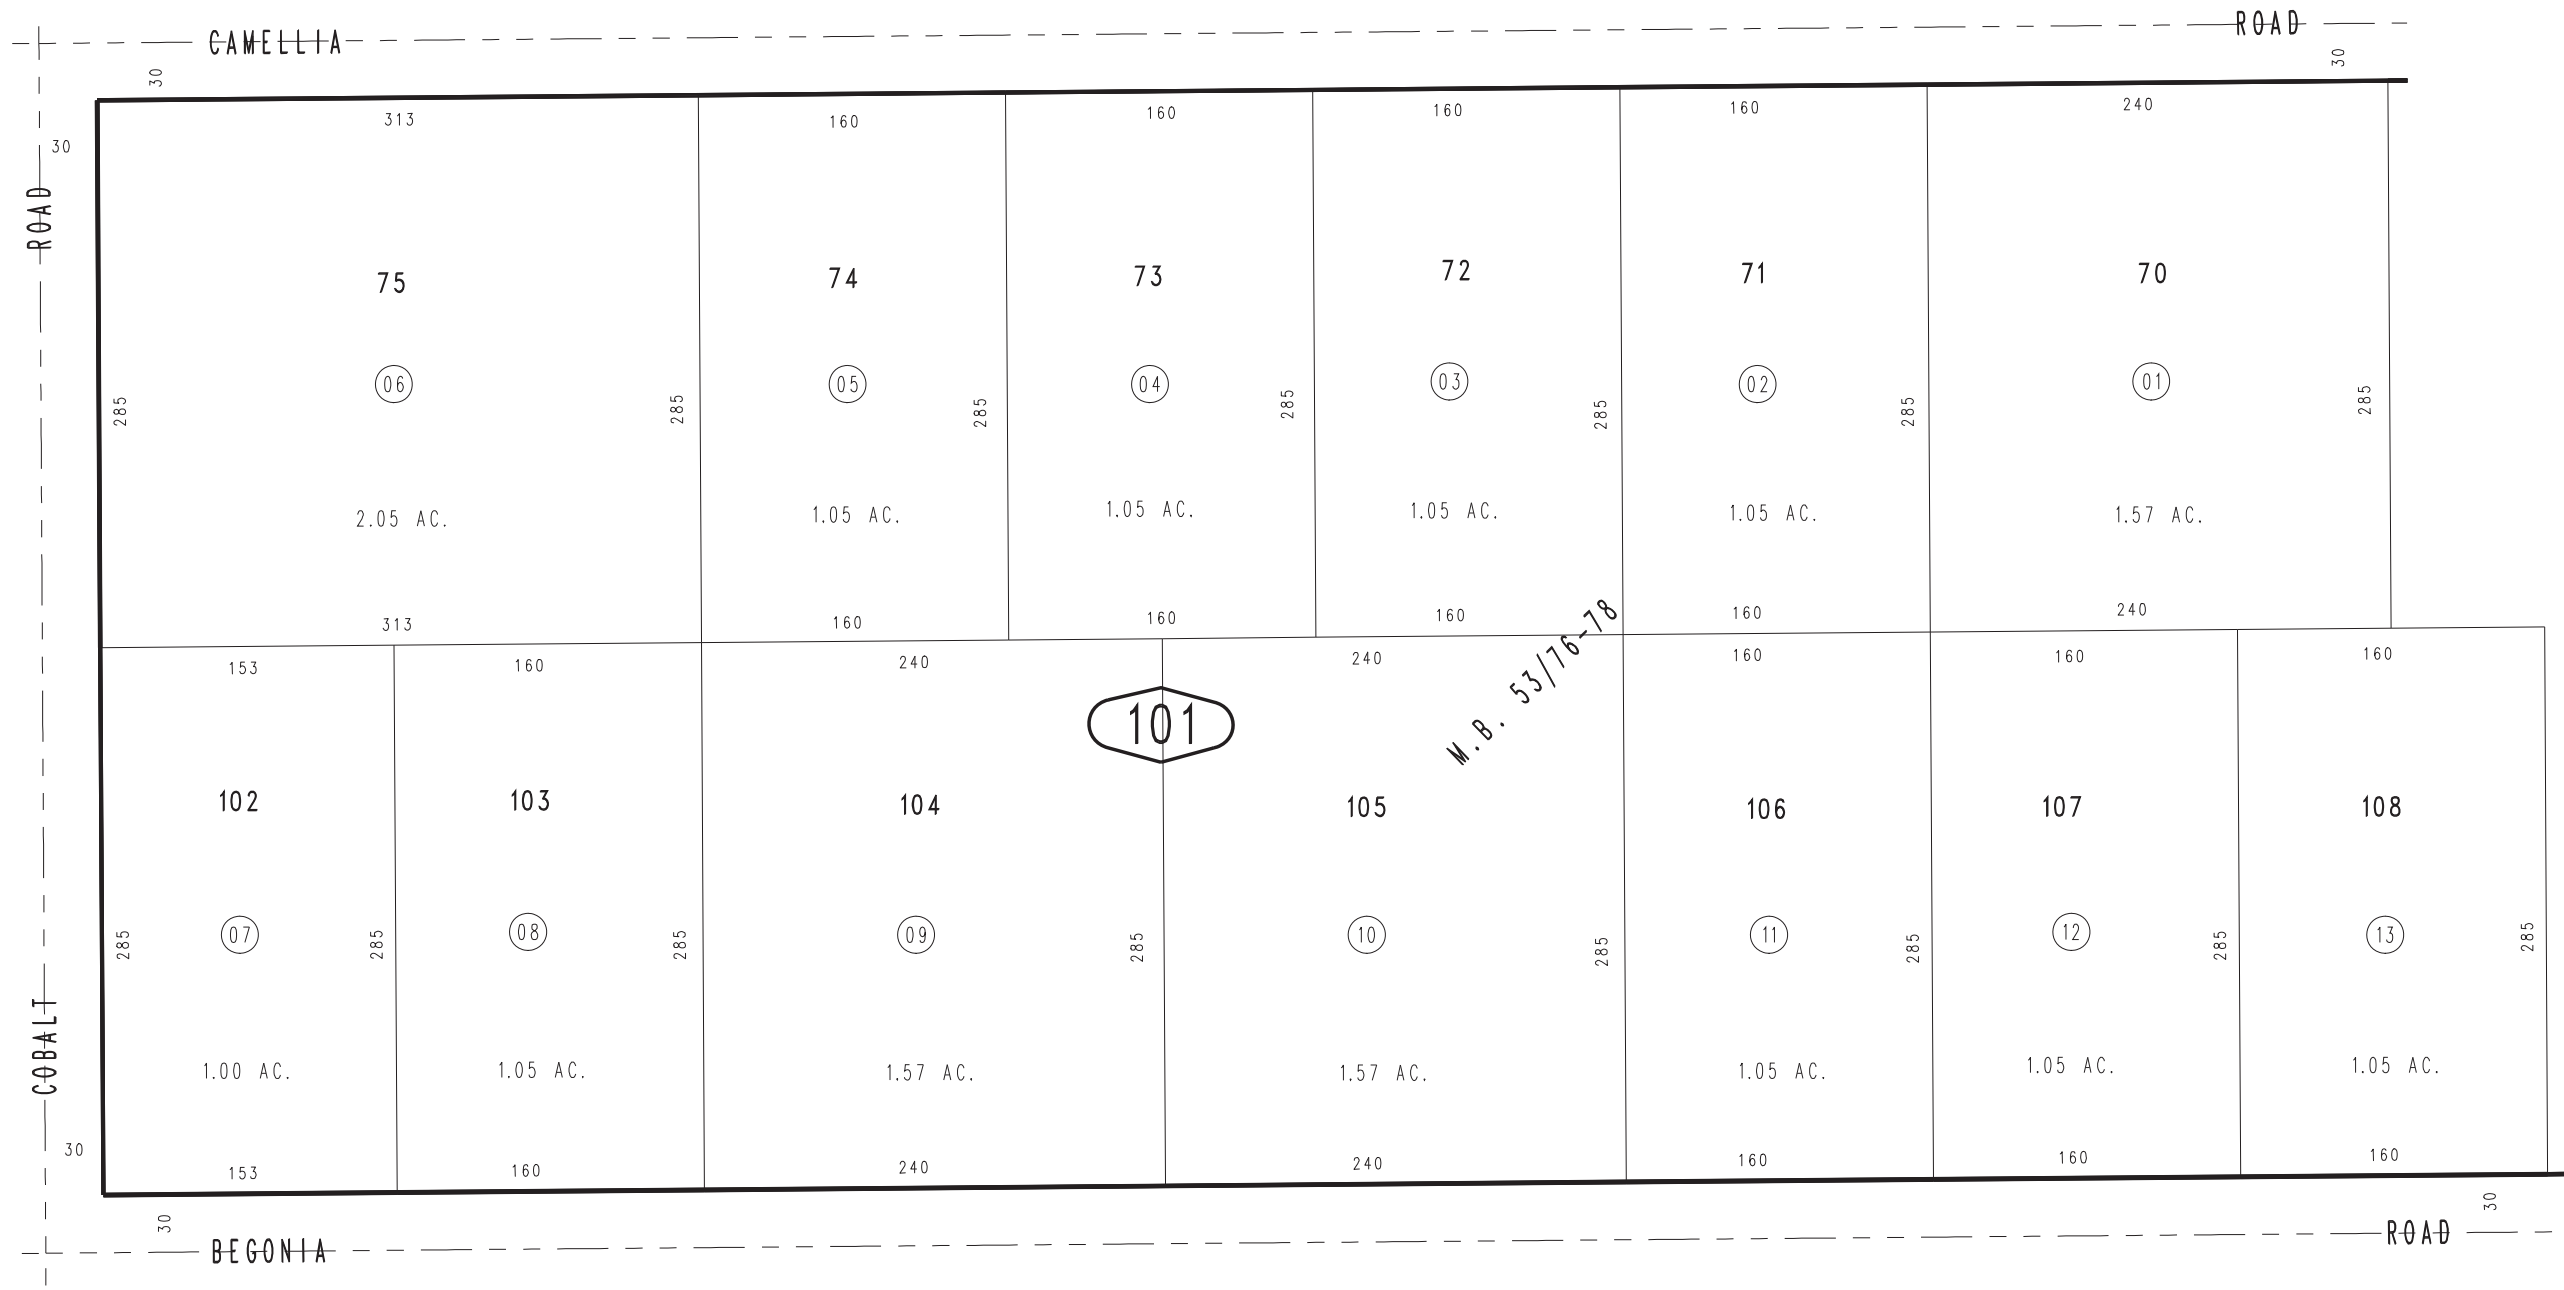 CAMELLIA ROAD
30 30
313 160 160 160 160 240
30
ROAD
75 74 73 72 71 70
06 05 04 03 02 01
285 285 285 285 285 285 285
2.05 AC. 1.05 AC. 1.05 AC. 1.05 AC. 1.05 AC. 1.57 AC.
313 160 160 160 160 240
153 160 240 240 160 160 160
M.B. 53/76-78
101
102 103 104 105 106 107 108
07 08 09 10 11 12 13
285 285 285 285 285 285 285 285
COBALT
1.00 AC. 1.05 AC. 1.57 AC. 1.57 AC. 1.05 AC. 1.05 AC. 1.05 AC.
30
153 160 240 240 160 160 160
30 30
BEGONIA ROAD